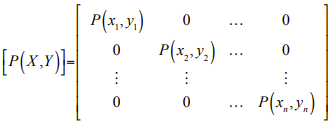 P(x₁,y₁) 0 … 0
0 P(x₂,y₂) … 0
[P(X,Y)]= ⋮ ⋮ ⋮
0 0 … P(xₙ,yₙ)